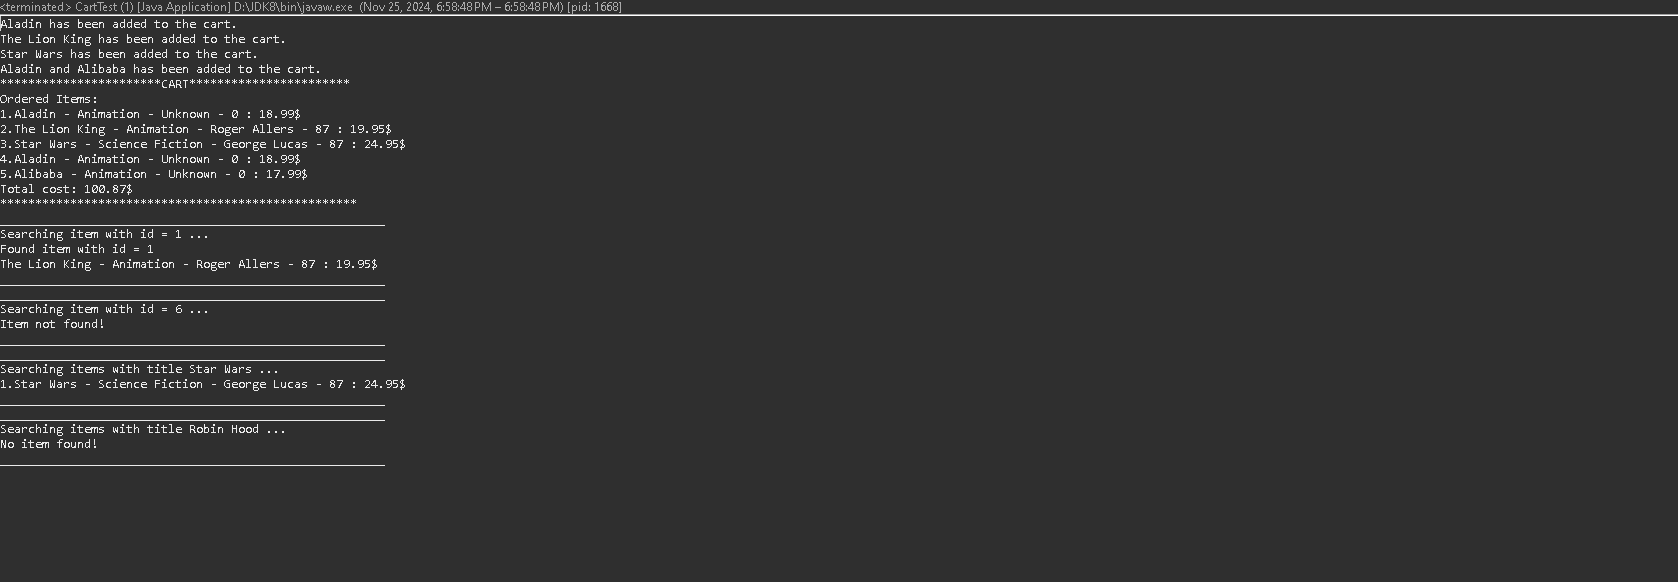 <terminated> CartTest (1) [Java Application] D:\JDK8\bin\javaw.exe (Nov 25, 2024, 6:58:48 PM – 6:58:48 PM) [pid: 1668]
Aladin has been added to the cart.
The Lion King has been added to the cart.
Star Wars has been added to the cart.
Aladin and Alibaba has been added to the cart.
***********************CART***********************
Ordered Items:
1.Aladin - Animation - Unknown - 0 : 18.99$
2.The Lion King - Animation - Roger Allers - 87 : 19.95$
3.Star Wars - Science Fiction - George Lucas - 87 : 24.95$
4.Aladin - Animation - Unknown - 0 : 18.99$
5.Alibaba - Animation - Unknown - 0 : 17.99$
Total cost: 100.87$
***************************************************
_______________________________________________________
Searching item with id = 1 ...
Found item with id = 1
The Lion King - Animation - Roger Allers - 87 : 19.95$
_______________________________________________________
_______________________________________________________
Searching item with id = 6 ...
Item not found!
_______________________________________________________
_______________________________________________________
Searching items with title Star Wars ...
1.Star Wars - Science Fiction - George Lucas - 87 : 24.95$
_______________________________________________________
_______________________________________________________
Searching items with title Robin Hood ...
No item found!
_______________________________________________________